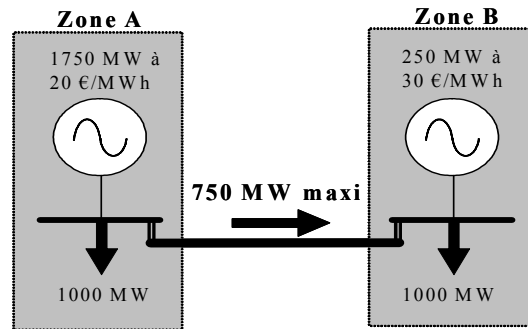 Zone A
1750 MW à
20 €/MWh
1000 MW
750 MW maxi
Zone B
250 MW à
30 €/MWh
1000 MW